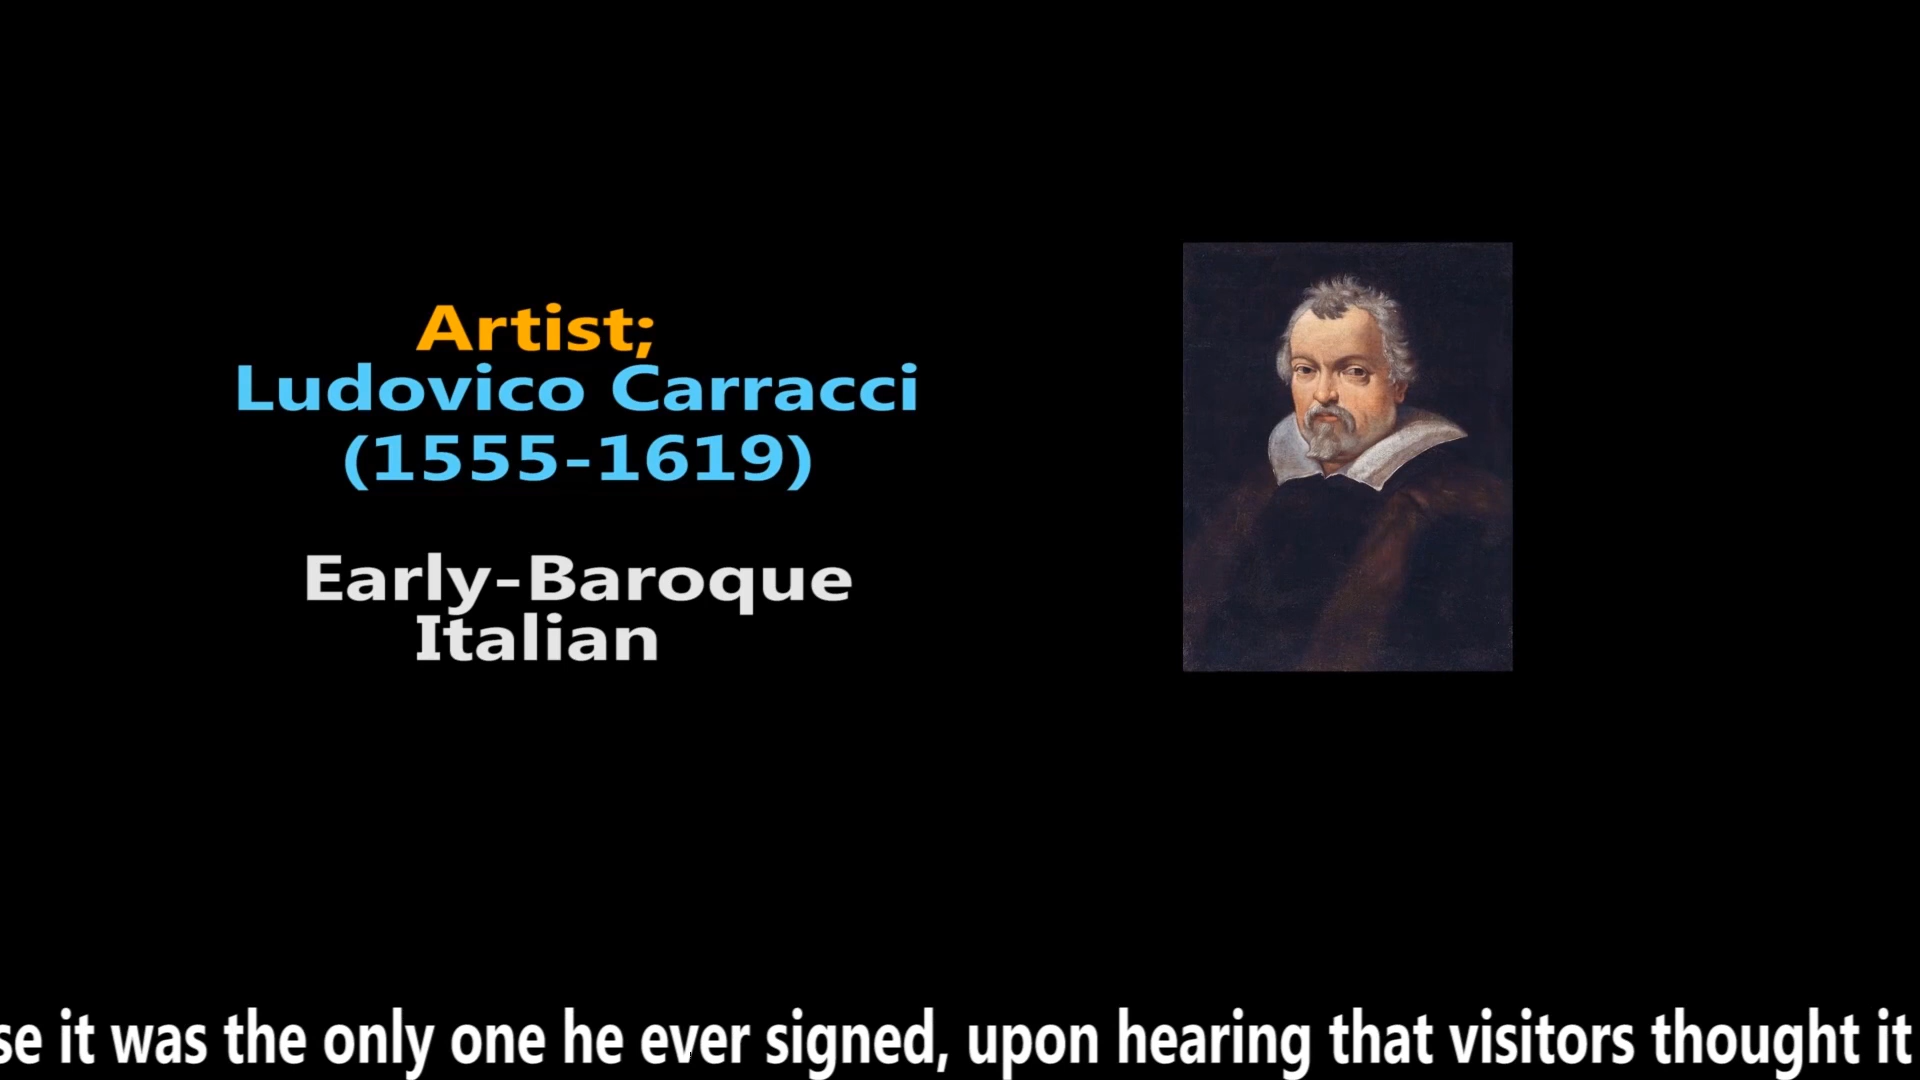 Artist;
Ludovico Carracci
(1555-1619)
Early-Baroque
Italian
se it was the only one he ever signed, upon hearing that visitors thought it